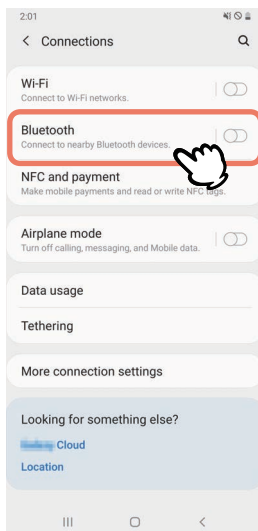 2:01
Connections
Wi-Fi
Connect to Wi-Fi networks.
Bluetooth
Connect to nearby Bluetooth devices.
NFC and payment
Make mobile payments and read or write NFC tags.
Airplane mode
Turn off calling, messaging, and Mobile data.
Data usage
Tethering
More connection settings
Looking for something else?
Cloud
Location